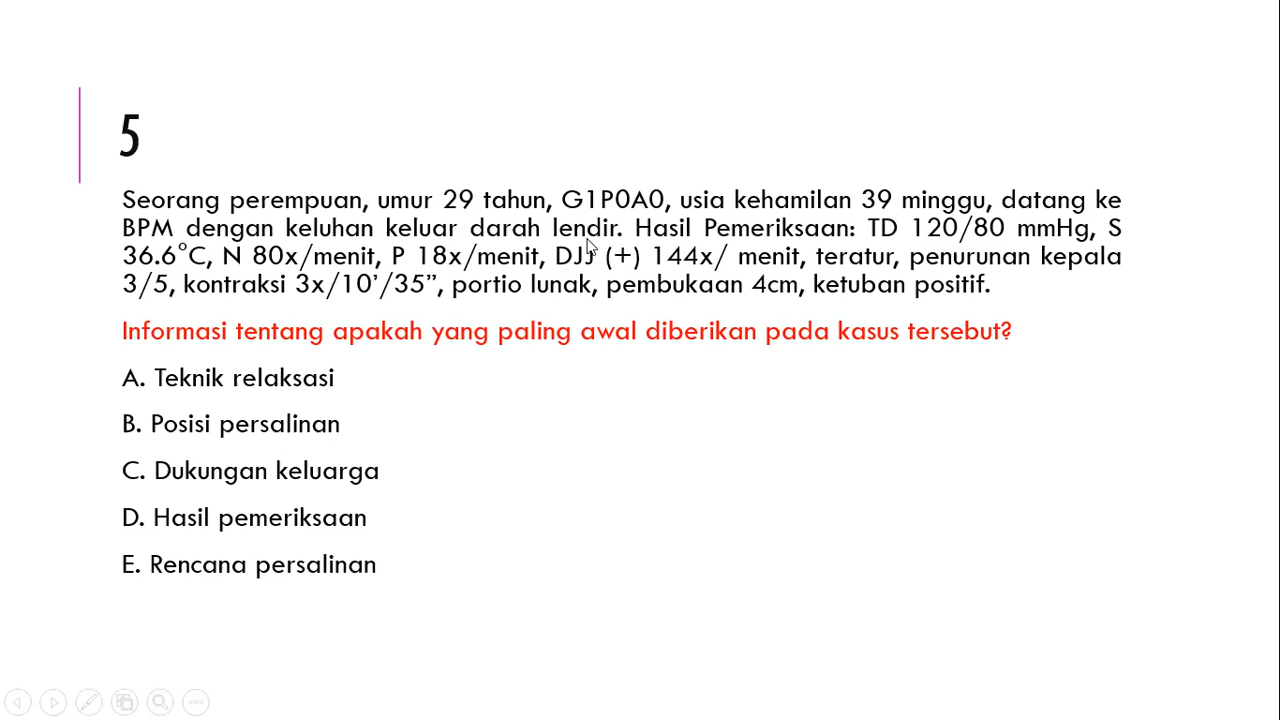 5
Seorang perempuan, umur 29 tahun, G1P0A0, usia kehamilan 39 minggu, datang ke
BPM dengan keluhan keluar darah lendir. Hasil Pemeriksaan: TD 120/80 mmHg, S
36.6°C, N 80x/menit, P 18x/menit, DJJ (+) 144x/ menit, teratur, penurunan kepala
3/5, kontraksi 3x/10’/35”, portio lunak, pembukaan 4cm, ketuban positif.
Informasi tentang apakah yang paling awal diberikan pada kasus tersebut?
A. Teknik relaksasi
B. Posisi persalinan
C. Dukungan keluarga
D. Hasil pemeriksaan
E. Rencana persalinan